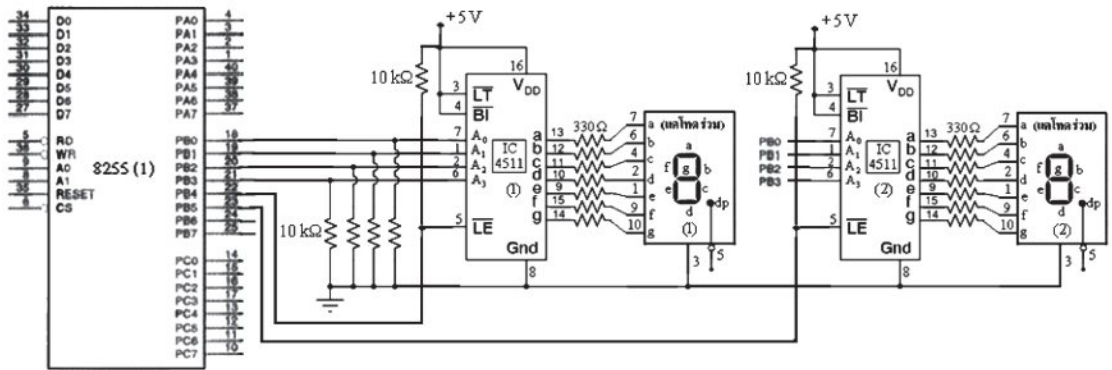 +5 V
+5 V
34 D0 PA0 4
33 D1 PA1 3
32 D2 PA2 2
31 D3 PA3 1
30 D4 PA4 40
29 D5 PA5 39
28 D6 PA6 38
27 D7 PA7 37
5 RD PB0 18
36 WR PB1 19
9 A0 PB2 20
8 A1 PB3 21
35 RESET PB4 22
6 CS PB5 23
PB6 24
PB7 25
8255 (1)
PC0 14
PC1 15
PC2 16
PC3 17
PC4 13
PC5 12
PC6 11
PC7 10
10 kΩ
10 kΩ
16
V_DD
3 LT
4 BI
7 A₀
1 A₁
2 A₂
6 A₃
5 LE
IC
4511
(1)
a 13
b 12
c 11
d 10
e 9
f 15
g 14
Gnd
8
330 Ω
7 a
6 b
4 c
2 d
1 e
9 f
10 g
(แคโทดร่วม)
a
f g b
e c
d
dp
(1)
3
5
10 kΩ
16
V_DD
3 LT
4 BI
PB0 7 A₀
PB1 1 A₁
PB2 2 A₂
PB3 6 A₃
5 LE
IC
4511
(2)
a 13
b 12
c 11
d 10
e 9
f 15
g 14
Gnd
8
330 Ω
7 a
6 b
4 c
2 d
1 e
9 f
10 g
(แคโทดร่วม)
a
f g b
e c
d
dp
(2)
3
5